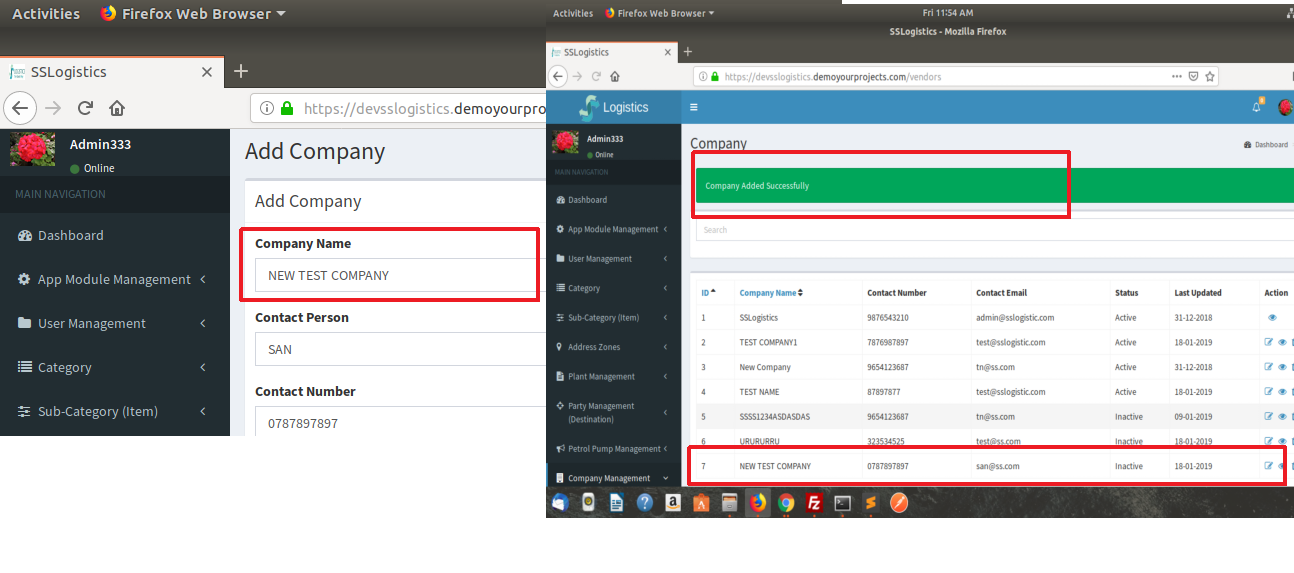 Activities Firefox Web Browser
SSLogistics
https://devsslogistics.demoyourpro
Admin333
Online
MAIN NAVIGATION
Dashboard
App Module Management
User Management
Category
Sub-Category (Item)
Add Company
Add Company
Company Name
NEW TEST COMPANY
Contact Person
SAN
Contact Number
0787897897
Activities Firefox Web Browser Fri 11:54 AM
SSLogistics - Mozilla Firefox
SSLogistics
https://devsslogistics.demoyourprojects.com/vendors
Logistics
Admin333
Online
MAIN NAVIGATION
Dashboard
App Module Management
User Management
Category
Sub-Category (Item)
Address Zones
Plant Management
Party Management
(Destination)
Petrol Pump Management
Company Management
Company Dashboard
Company Added Successfully
Search
ID Company Name Contact Number Contact Email Status Last Updated Action
1 SSLogistics 9876543210 admin@sslogistic.com Active 31-12-2018
2 TEST COMPANY1 7876987897 test@sslogistic.com Active 18-01-2019
3 New Company 9654123687 tn@ss.com Active 31-12-2018
4 TEST NAME 87897877 test@sslogistic.com Active 18-01-2019
5 SSSS1234ASDASDAS 9654123687 tn@ss.com Inactive 09-01-2019
6 URURURRU 323534525 test@ss.com Inactive 18-01-2019
7 NEW TEST COMPANY 0787897897 san@ss.com Inactive 18-01-2019